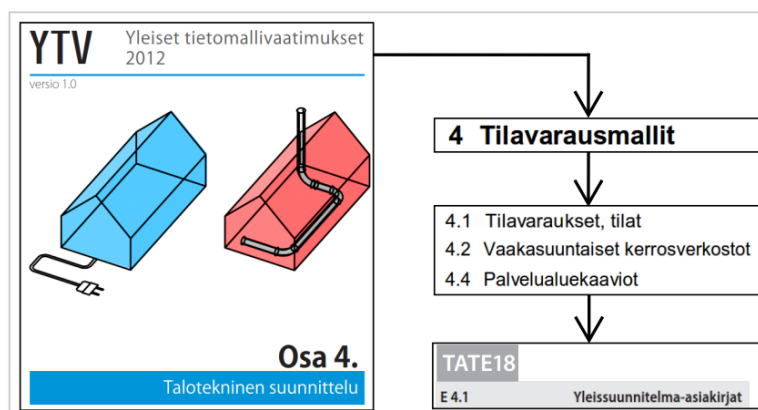 YTV
Yleiset tietomallivaatimukset
2012
versio 1.0
Osa 4.
Talotekninen suunnittelu
4 Tilavarausmallit
4.1 Tilavaraukset, tilat
4.2 Vaakasuuntaiset kerrosverkostot
4.4 Palvelualuekaaviot
TATE18
E 4.1 Yleissuunnitelma-asiakirjat